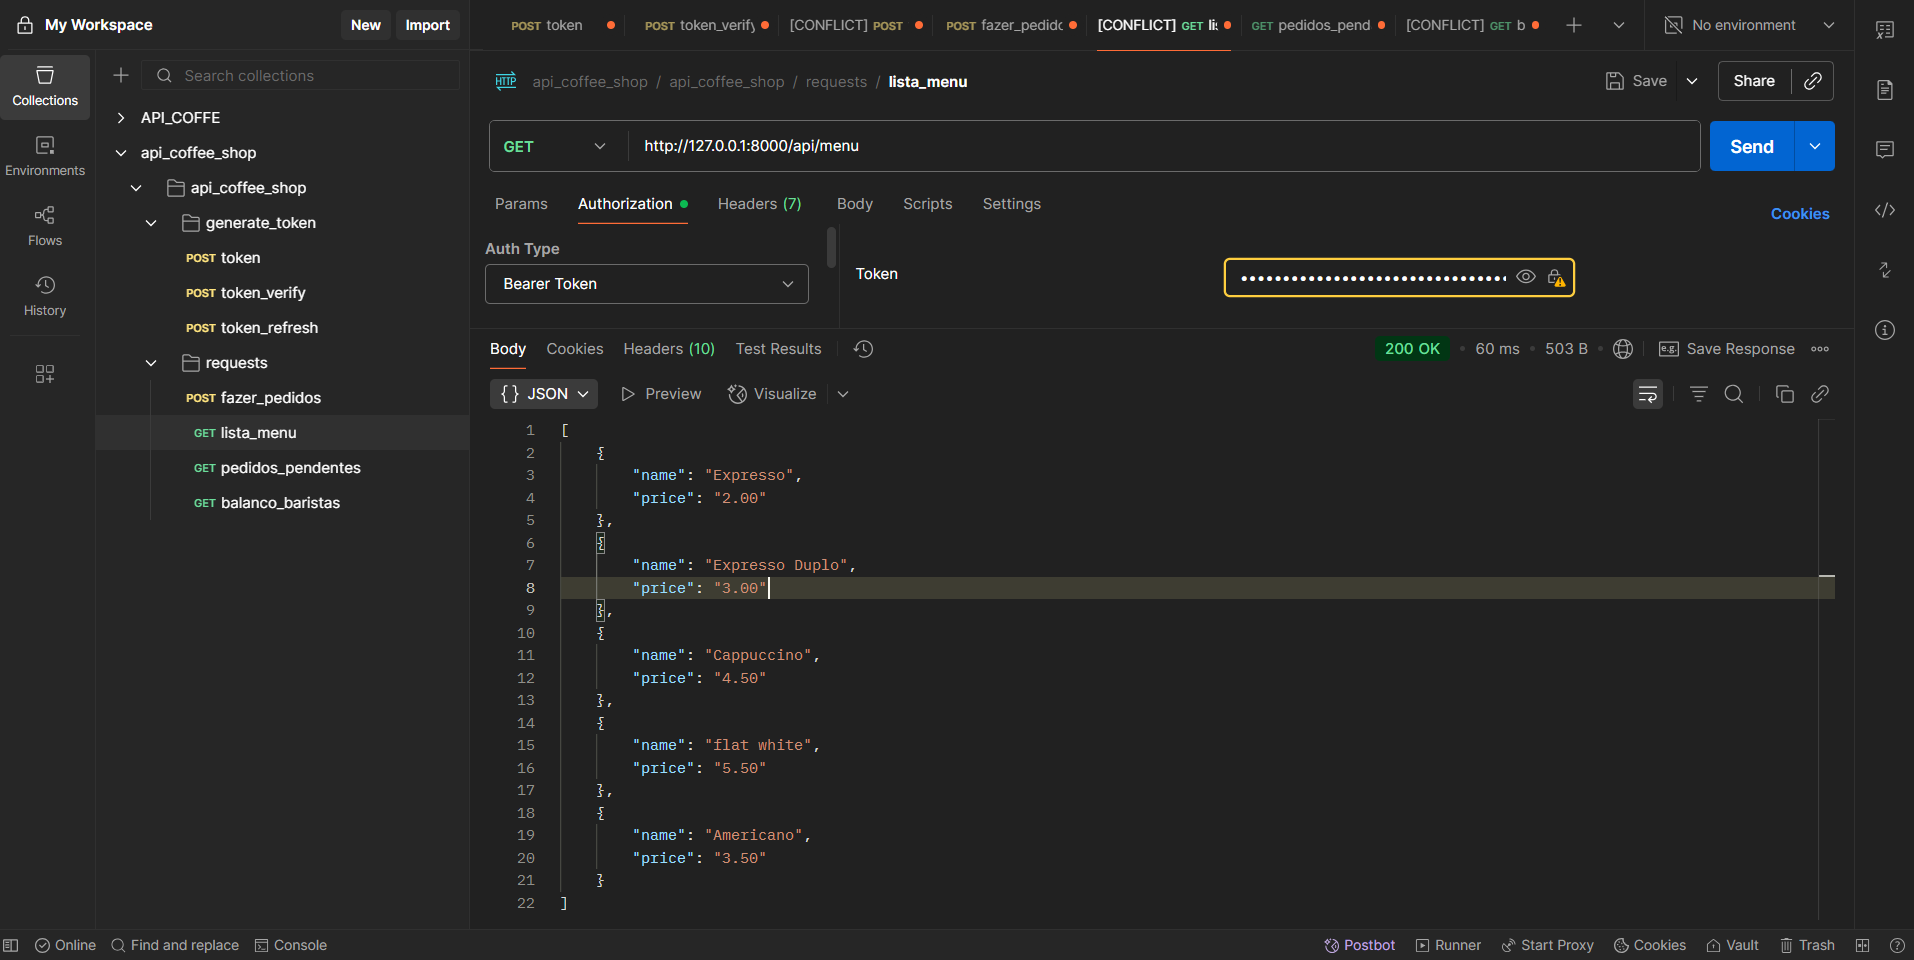 My Workspace
New
Import
POST token
POST token_verify
[CONFLICT] POST
POST fazer_pedidc
[CONFLICT] GET li
GET pedidos_pend
[CONFLICT] GET b
No environment
Collections
Environments
Flows
History
Search collections
API_COFFE
api_coffee_shop
api_coffee_shop
generate_token
POST token
POST token_verify
POST token_refresh
requests
POST fazer_pedidos
GET lista_menu
GET pedidos_pendentes
GET balanco_baristas
HTTP api_coffee_shop / api_coffee_shop / requests / lista_menu
Save
Share
GET http://127.0.0.1:8000/api/menu
Send
Params Authorization Headers (7) Body Scripts Settings
Cookies
Auth Type
Bearer Token
Token
Body Cookies Headers (10) Test Results
200 OK • 60 ms • 503 B •
e.g. Save Response
{} JSON Preview Visualize
1 [
2 {
3 "name": "Expresso",
4 "price": "2.00"
5 },
6 {
7 "name": "Expresso Duplo",
8 "price": "3.00"
9 },
10 {
11 "name": "Cappuccino",
12 "price": "4.50"
13 },
14 {
15 "name": "flat white",
16 "price": "5.50"
17 },
18 {
19 "name": "Americano",
20 "price": "3.50"
21 }
22 ]
Online Find and replace Console
Postbot Runner Start Proxy Cookies Vault Trash